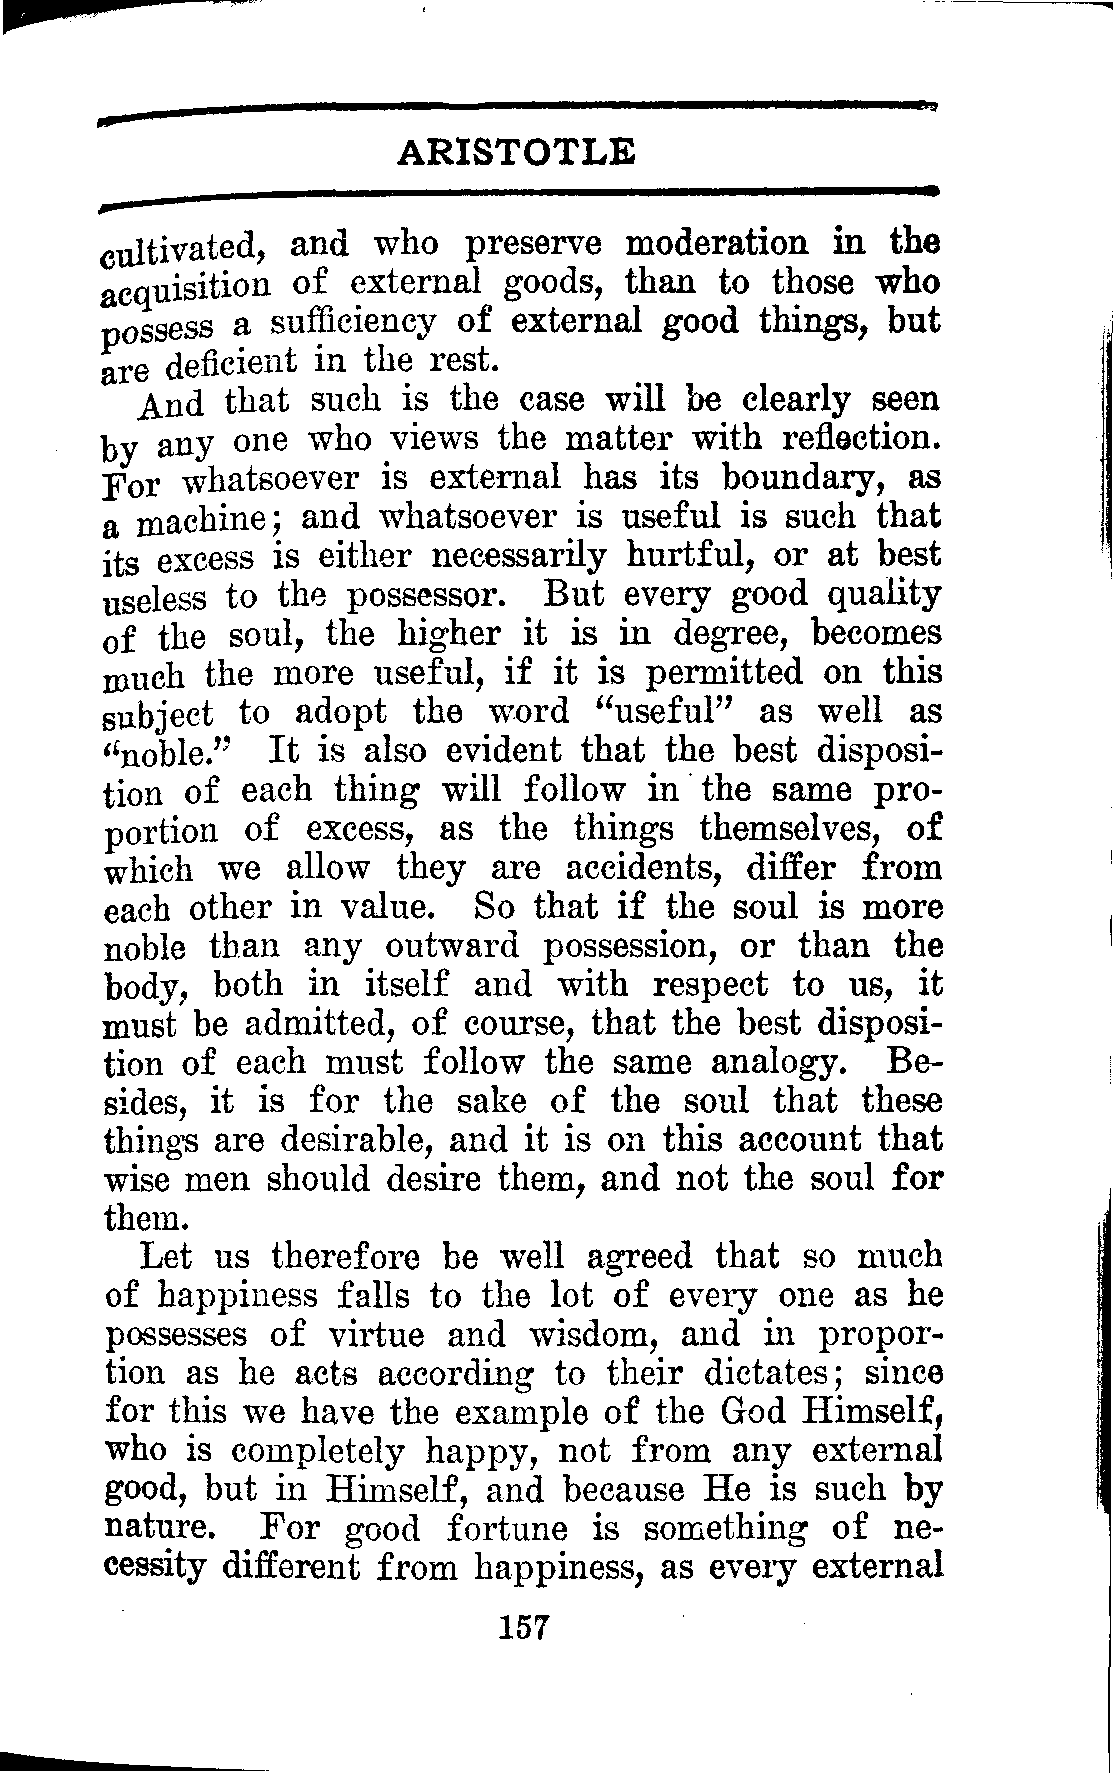 ARISTOTLE
cultivated, and who preserve moderation in the
acquisition of external goods, than to those who
possess a sufficiency of external good things, but
are deficient in the rest.
And that such is the case will be clearly seen
by any one who views the matter with reflection.
For whatsoever is external has its boundary, as
a machine; and whatsoever is useful is such that
its excess is either necessarily hurtful, or at best
useless to the possessor. But every good quality
of the soul, the higher it is in degree, becomes
much the more useful, if it is permitted on this
subject to adopt the word “useful” as well as
“noble.” It is also evident that the best disposi-
tion of each thing will follow in the same pro-
portion of excess, as the things themselves, of
which we allow they are accidents, differ from
each other in value. So that if the soul is more
noble than any outward possession, or than the
body, both in itself and with respect to us, it
must be admitted, of course, that the best disposi-
tion of each must follow the same analogy. Be-
sides, it is for the sake of the soul that these
things are desirable, and it is on this account that
wise men should desire them, and not the soul for
them.
Let us therefore be well agreed that so much
of happiness falls to the lot of every one as he
possesses of virtue and wisdom, and in propor-
tion as he acts according to their dictates; since
for this we have the example of the God Himself,
who is completely happy, not from any external
good, but in Himself, and because He is such by
nature. For good fortune is something of ne-
cessity different from happiness, as every external
157